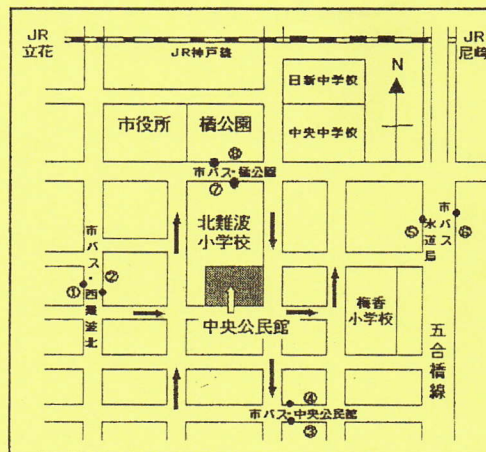 JR
立花
JR神戸線
JR
尼崎
日新中学校
N
市役所
橘公園
中央中学校
⑧
市バス・橘公園
⑦
北難波
小学校
市バス・西難波北
①
②
⑤
市バス
水道局
⑥
中央公民館
梅香
小学校
五合橋線
④
市バス・中央公民館
③